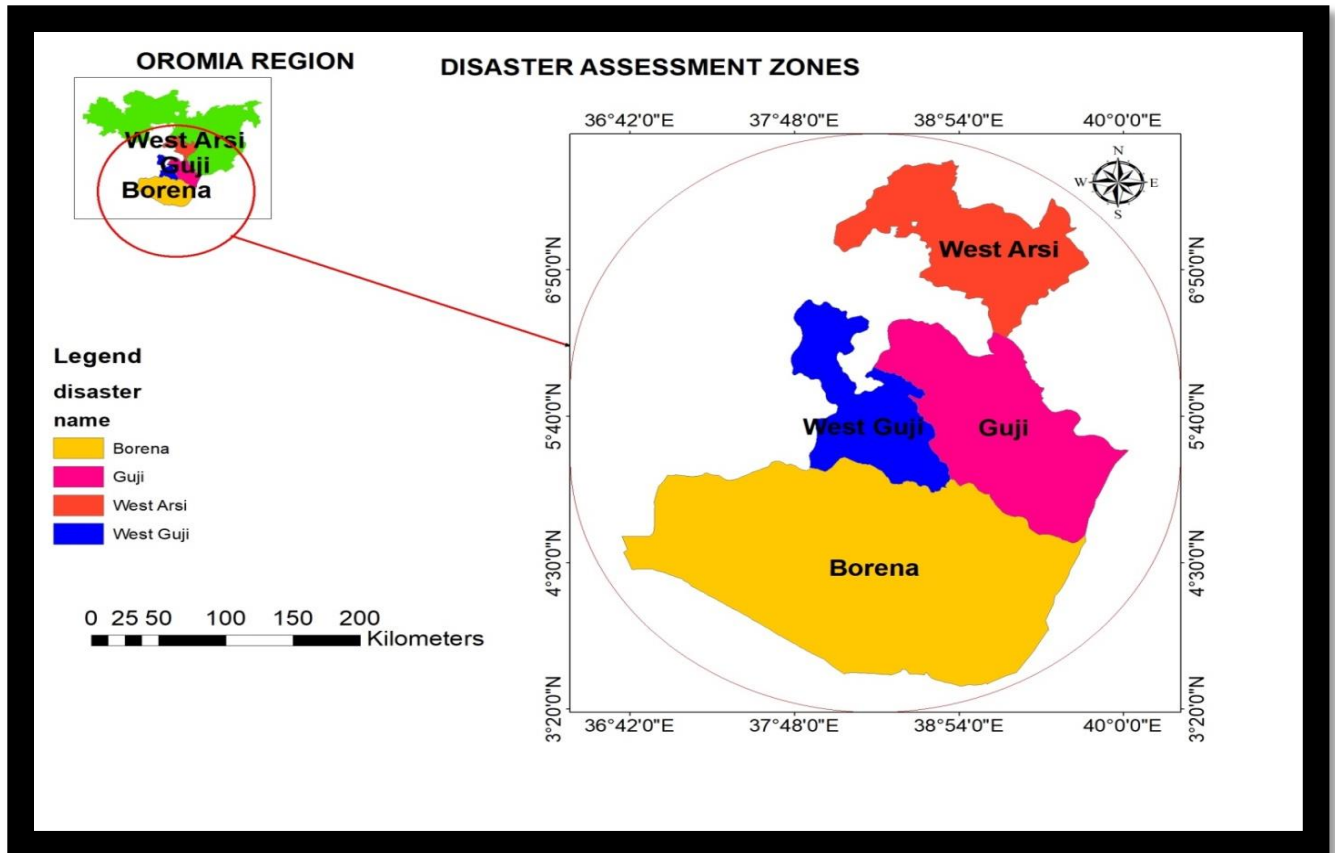 OROMIA REGION
DISASTER ASSESSMENT ZONES
West Arsi
Guji
Borena
36°42'0"E 37°48'0"E 38°54'0"E 40°0'0"E
N
W E
S
6°50'0"N 6°50'0"N
5°40'0"N 5°40'0"N
4°30'0"N 4°30'0"N
3°20'0"N 3°20'0"N
West Arsi
West Guji
Guji
Borena
36°42'0"E 37°48'0"E 38°54'0"E 40°0'0"E
Legend
disaster
name
Borena
Guji
West Arsi
West Guji
0 25 50 100 150 200
Kilometers